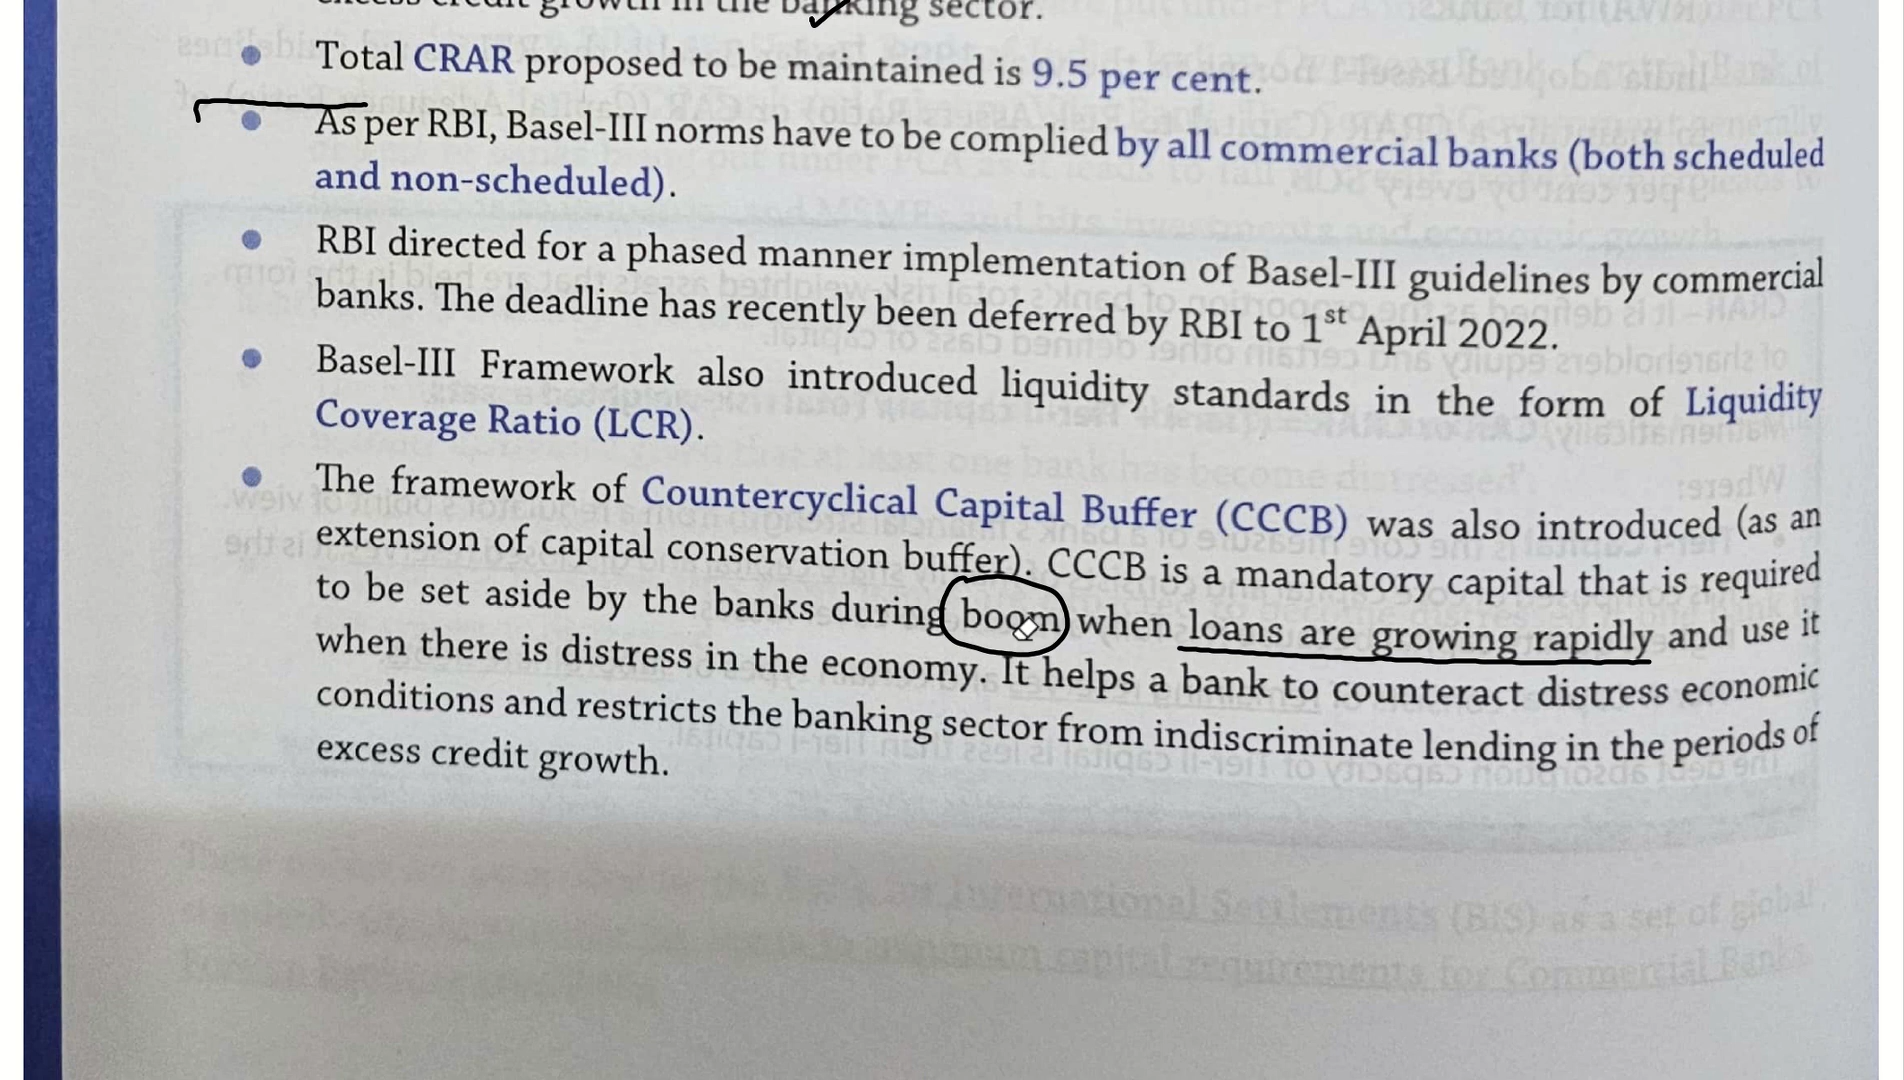 excess credit growth in the banking sector.
• Total CRAR proposed to be maintained is 9.5 per cent.
• As per RBI, Basel-III norms have to be complied by all commercial banks (both scheduled
and non-scheduled).
• RBI directed for a phased manner implementation of Basel-III guidelines by commercial
banks. The deadline has recently been deferred by RBI to 1st April 2022.
• Basel-III Framework also introduced liquidity standards in the form of Liquidity
Coverage Ratio (LCR).
• The framework of Countercyclical Capital Buffer (CCCB) was also introduced (as an
extension of capital conservation buffer). CCCB is a mandatory capital that is required
to be set aside by the banks during boom when loans are growing rapidly and use it
when there is distress in the economy. It helps a bank to counteract distress economic
conditions and restricts the banking sector from indiscriminate lending in the periods of
excess credit growth.